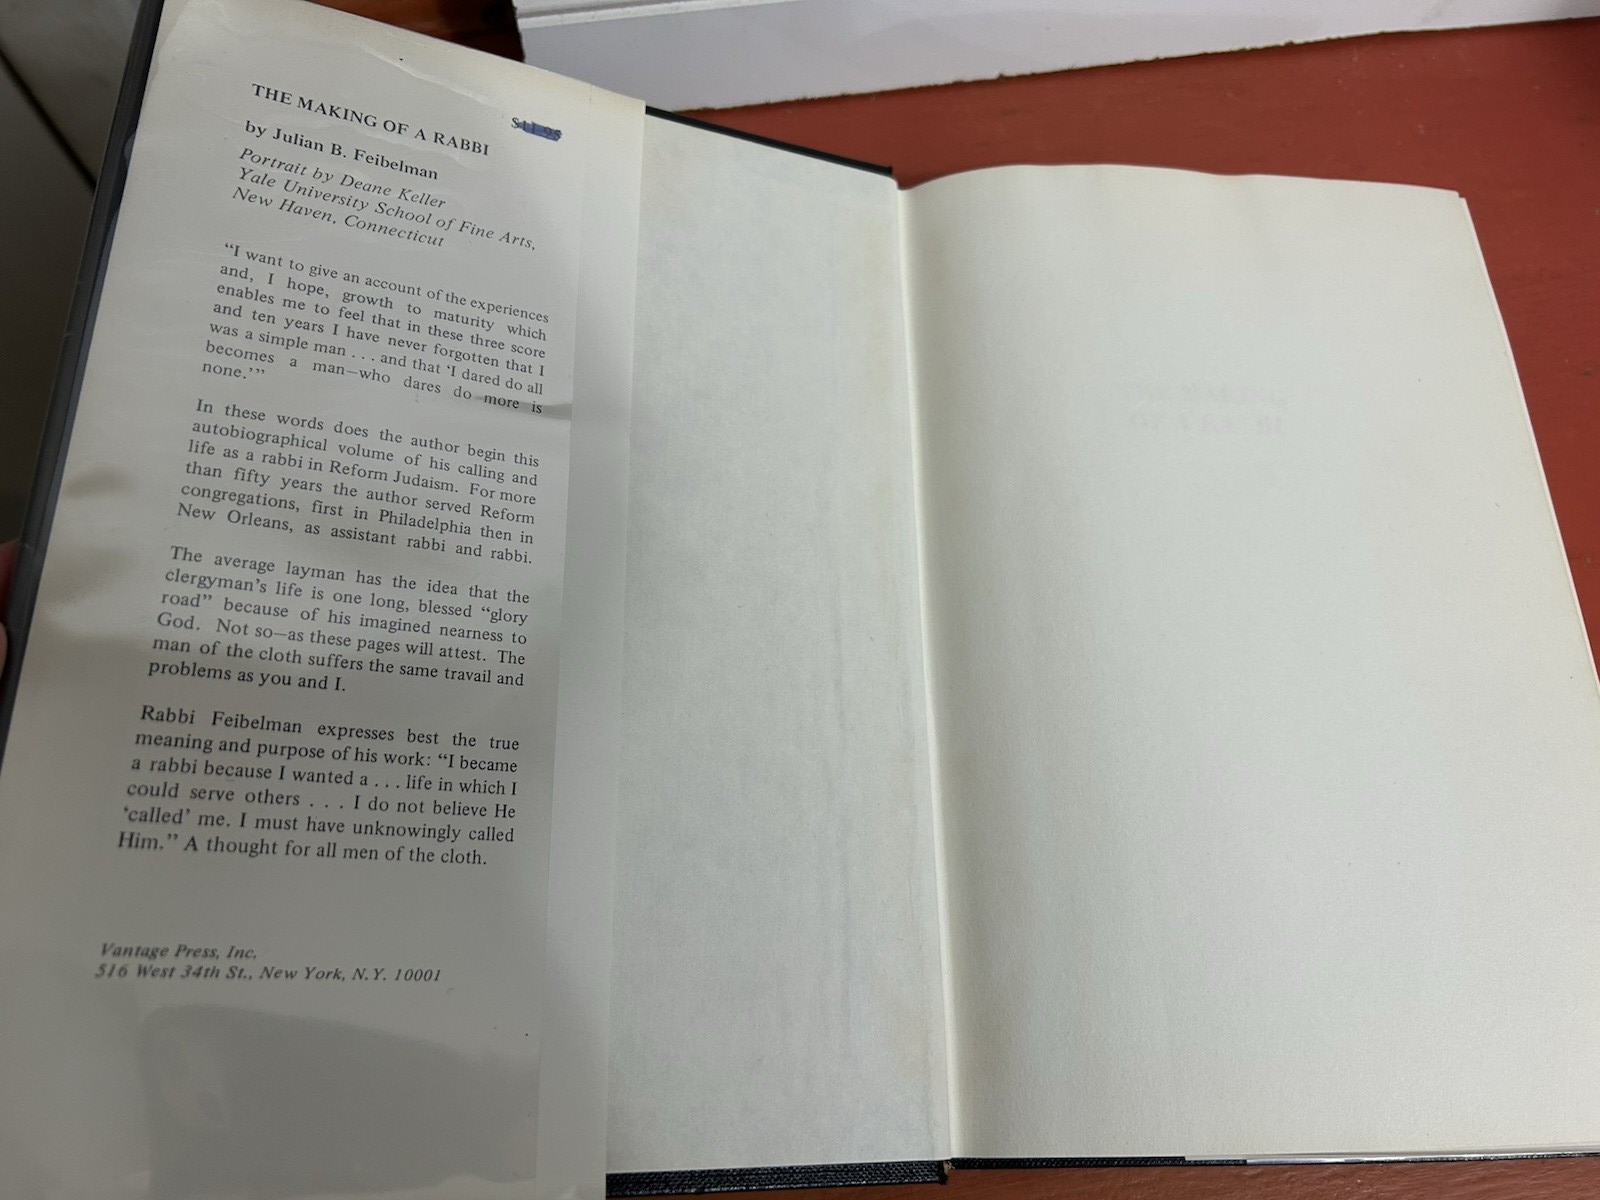 THE MAKING OF A RABBI
$11.95
by Julian B. Feibelman
Portrait by Deane Keller
Yale University School of Fine Arts,
New Haven, Connecticut
“I want to give an account of the experiences
and, I hope, growth to maturity which
enables me to feel that in these three score
and ten years I have never forgotten that I
was a simple man . . . and that ‘I dared do all
becomes a man—who dares do more is
none.’”
In these words does the author begin this
autobiographical volume of his calling and
life as a rabbi in Reform Judaism. For more
than fifty years the author served Reform
congregations, first in Philadelphia then in
New Orleans, as assistant rabbi and rabbi.
The average layman has the idea that the
clergyman’s life is one long, blessed “glory
road” because of his imagined nearness to
God. Not so—as these pages will attest. The
man of the cloth suffers the same travail and
problems as you and I.
Rabbi Feibelman expresses best the true
meaning and purpose of his work: “I became
a rabbi because I wanted a . . . life in which I
could serve others . . . I do not believe He
‘called’ me. I must have unknowingly called
Him.” A thought for all men of the cloth.
Vantage Press, Inc.
516 West 34th St., New York, N.Y. 10001